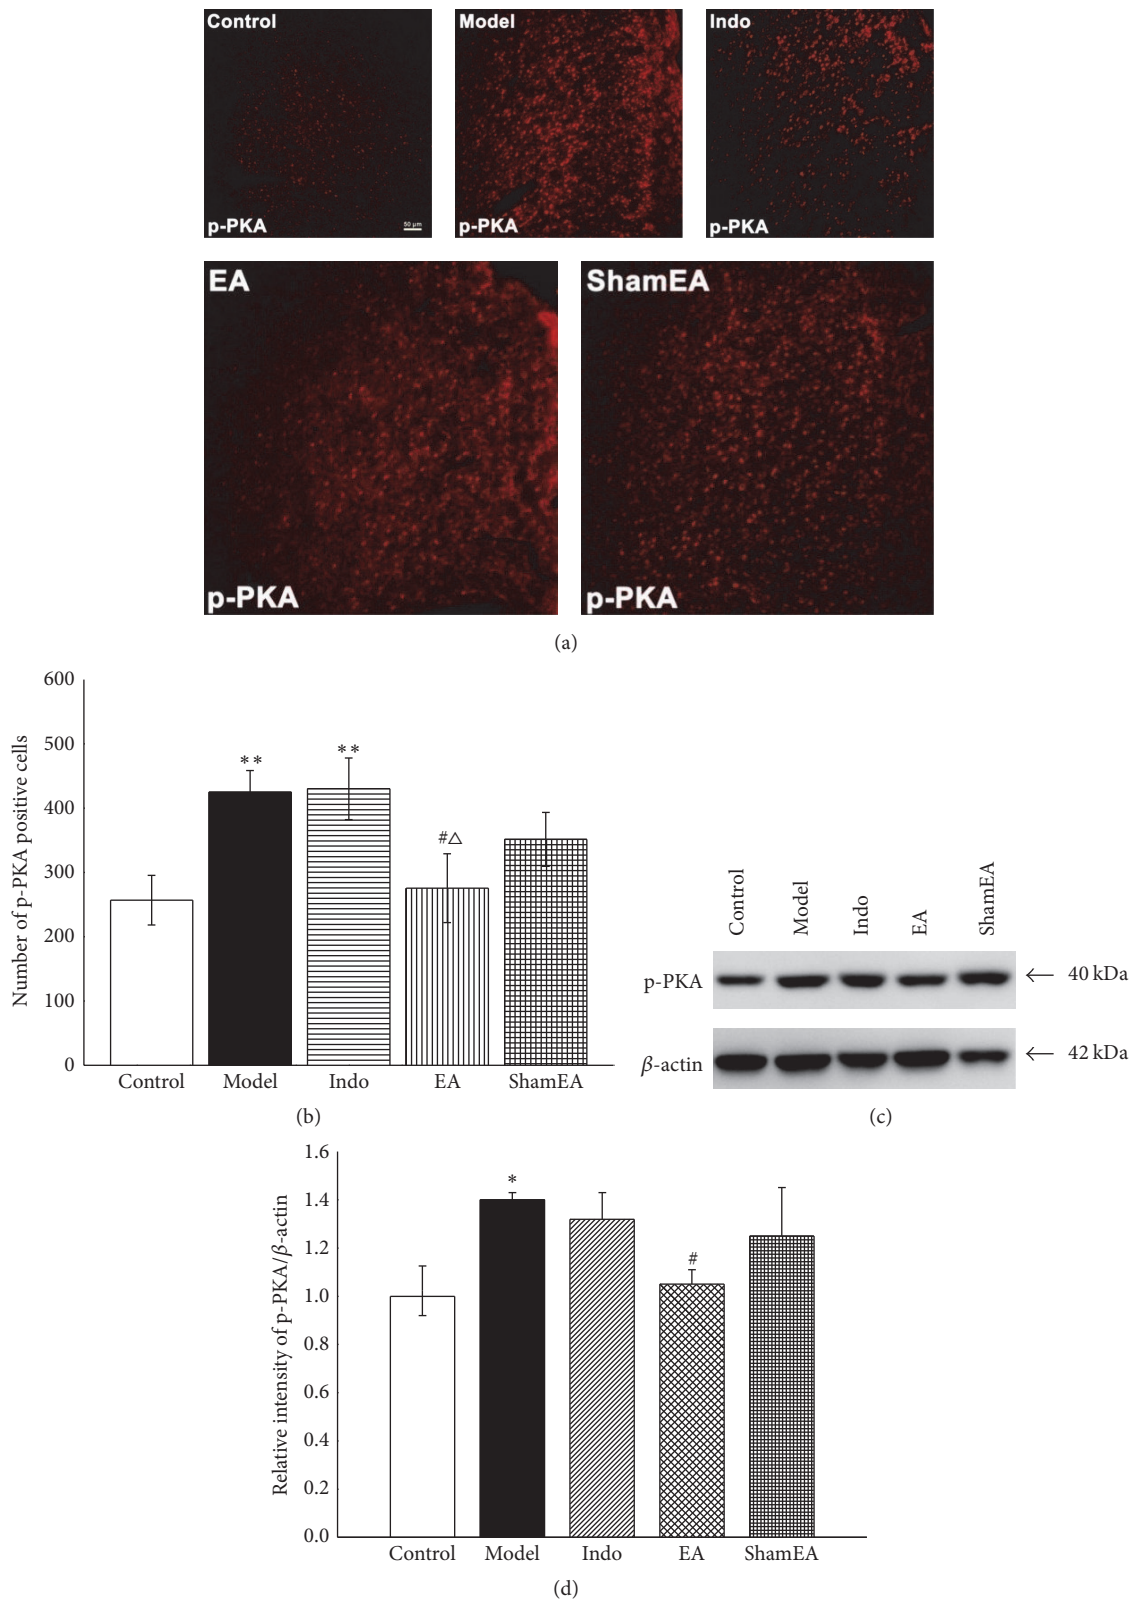 Control
Model
Indo
p-PKA
50 µm
p-PKA
p-PKA
EA
ShamEA
p-PKA
p-PKA
(a)
Number of p-PKA positive cells
600
500
400
300
200
100
0
**
**
#△
Control
Model
Indo
EA
ShamEA
(b)
Control
Model
Indo
EA
ShamEA
p-PKA
← 40 kDa
β-actin
← 42 kDa
(c)
Relative intensity of p-PKA/β-actin
1.6
1.4
1.2
1.0
0.8
0.6
0.4
0.2
0.0
*
#
Control
Model
Indo
EA
ShamEA
(d)